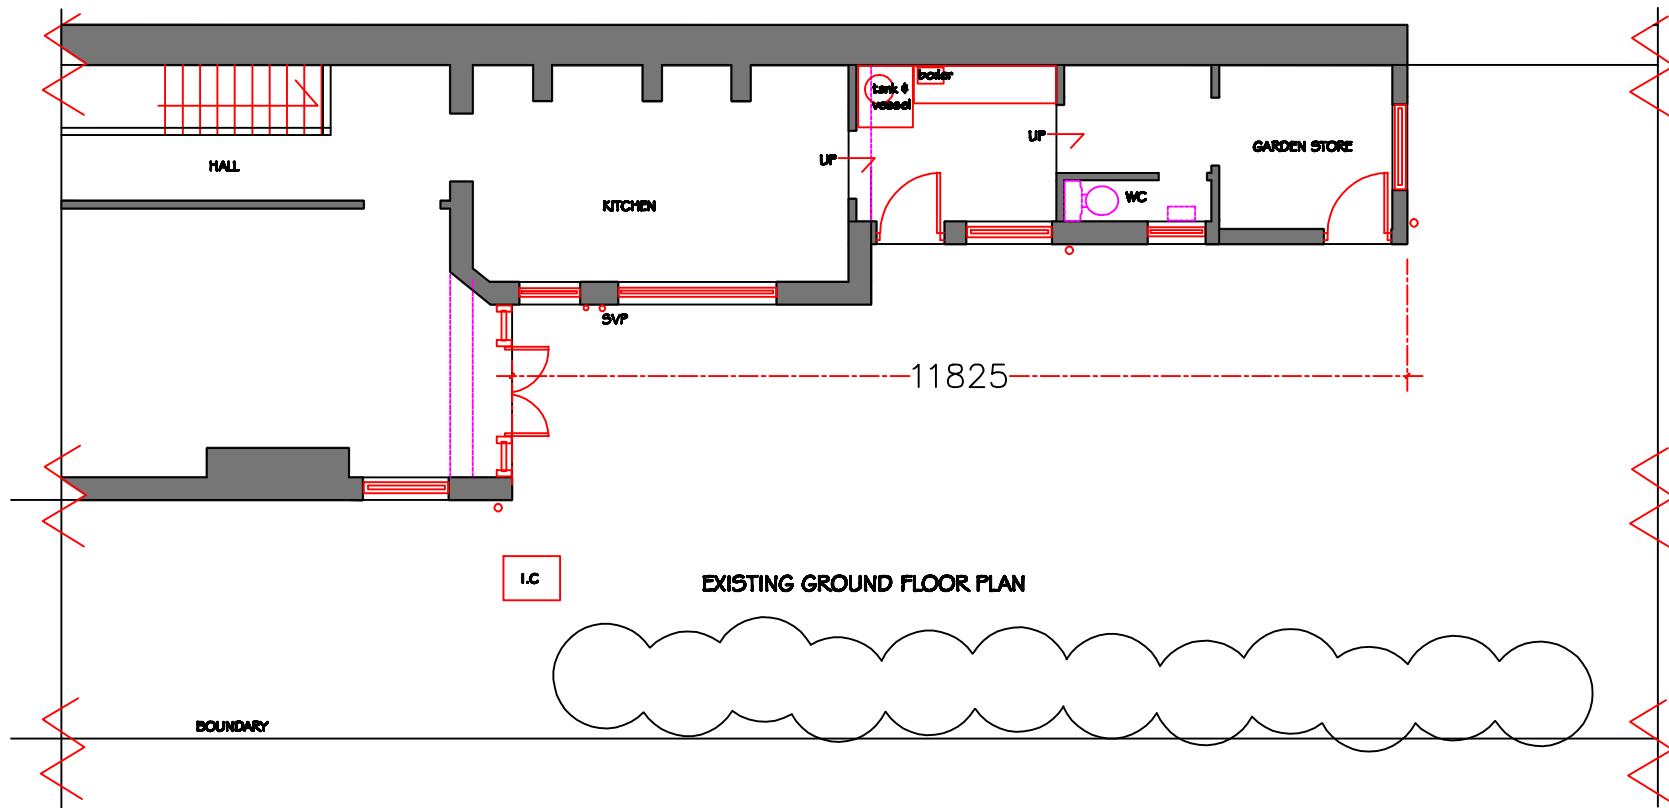 boiler
tank &
vessel
UP
UP
GARDEN STORE
HALL
KITCHEN
WC
SVP
11825
I.C
EXISTING GROUND FLOOR PLAN
BOUNDARY